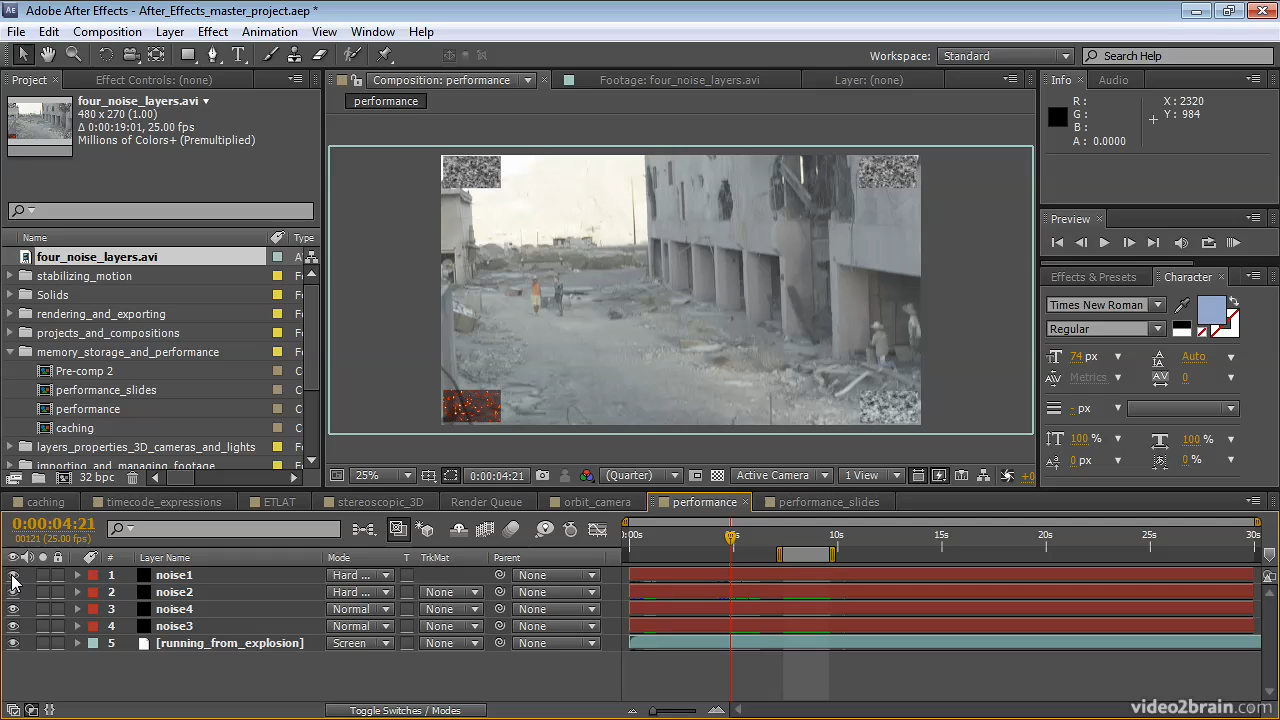 Adobe After Effects - After_Effects_master_project.aep *
File Edit Composition Layer Effect Animation View Window Help
Workspace: Standard Search Help
Project Effect Controls: (none)
Composition: performance Footage: four_noise_layers.avi Layer: (none)
Info Audio
four_noise_layers.avi
480 x 270 (1.00)
Δ 0:00:19:01, 25.00 fps
Millions of Colors+ (Premultiplied)
performance
R: X: 2320
G: Y: 984
B:
A: 0.0000
Preview
Name Type
four_noise_layers.avi
stabilizing_motion
Solids
rendering_and_exporting
projects_and_compositions
memory_storage_and_performance
Pre-comp 2
performance_slides
performance
caching
layers_properties_3D_cameras_and_lights
importing_and_managing_footage
32 bpc
Effects & Presets Character
Times New Roman
Regular
74 px Auto
Metrics 0
- px
100 % 100 %
0 px 0 %
25% 0:00:04:21 (Quarter) Active Camera 1 View +0
caching timecode_expressions ETLAT stereoscopic_3D Render Queue orbit_camera performance performance_slides
0:00:04:21
00121 (25.00 fps)
:00s 10s 15s 20s 25s 30s
# Layer Name Mode T TrkMat Parent
1 noise1 Hard ... None
2 noise2 Hard ... None None
3 noise4 Normal None None
4 noise3 Normal None None
5 [running_from_explosion] Screen None None
Toggle Switches / Modes
video2brain.com